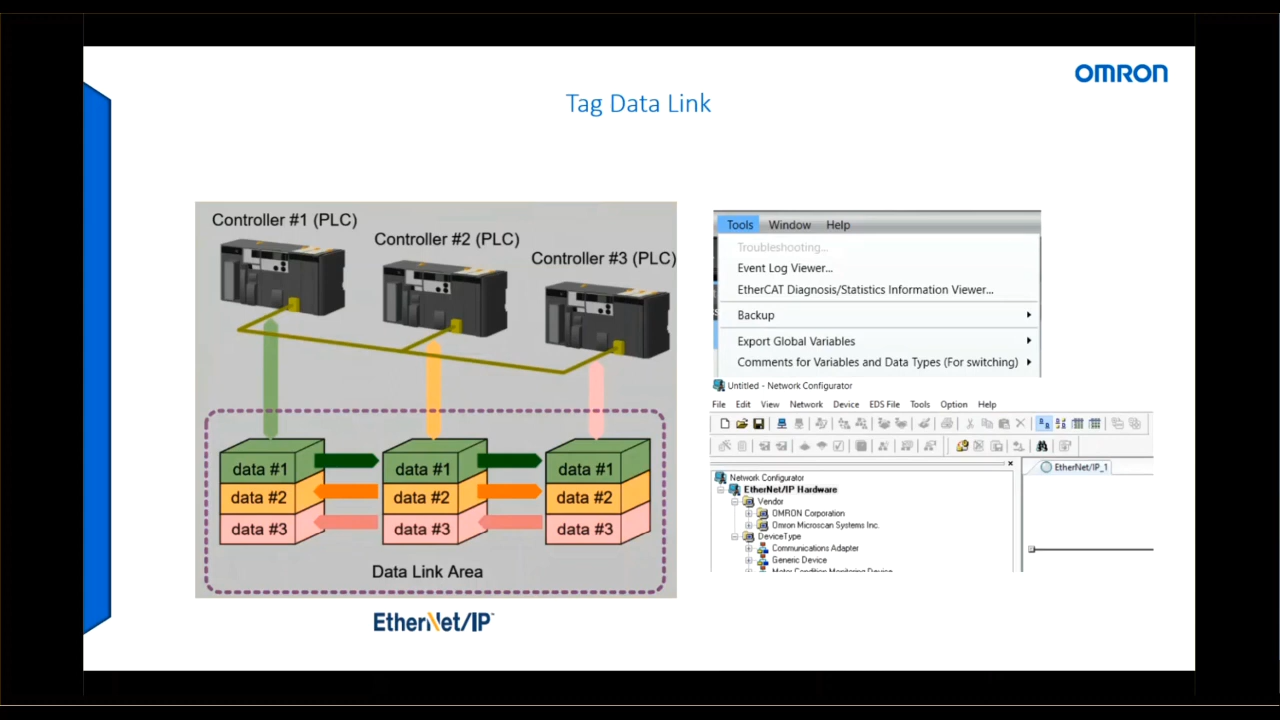 OMRON
Tag Data Link
Controller #1 (PLC)
Controller #2 (PLC)
Controller #3 (PLC)
data #1
data #1
data #1
data #2
data #2
data #2
data #3
data #3
data #3
Data Link Area
EtherNet/IP™
Tools Window Help
Troubleshooting...
Event Log Viewer...
EtherCAT Diagnosis/Statistics Information Viewer...
Backup
Export Global Variables
Comments for Variables and Data Types (For switching)
Untitled - Network Configurator
File Edit View Network Device EDS File Tools Option Help
Network Configurator
EtherNet/IP Hardware
Vendor
OMRON Corporation
Omron Microscan Systems Inc.
DeviceType
Communications Adapter
Generic Device
Motor Condition Monitoring Device
EtherNet/IP_1